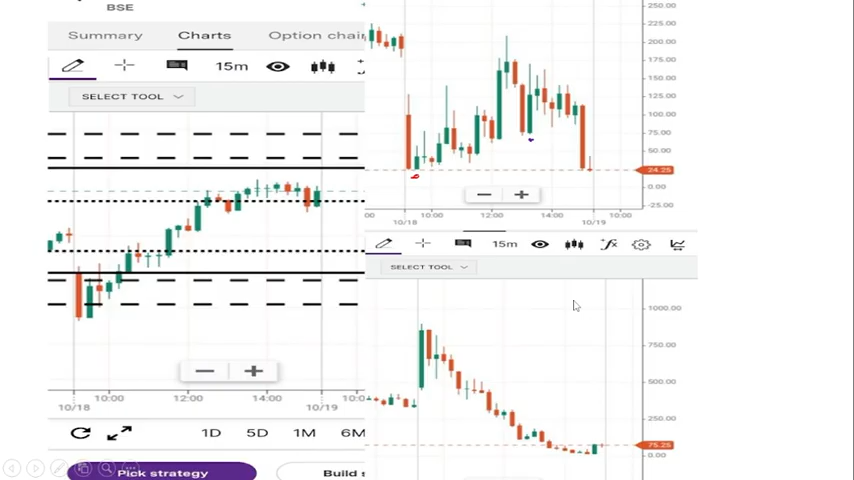 BSE
Summary Charts Option chai
15m
SELECT TOOL
10:00 12:00 14:00 10:0
10/18 10/19
1D 5D 1M 6M
Pick strategy Build s
250.00
225.00
200.00
175.00
150.00
125.00
100.00
75.00
50.00
24.25
0.00
-25.00
00 10:00 12:00 14:00 10:00
10/18 10/19
15m fx
SELECT TOOL
1000.00
750.00
500.00
250.00
75.25
0.00